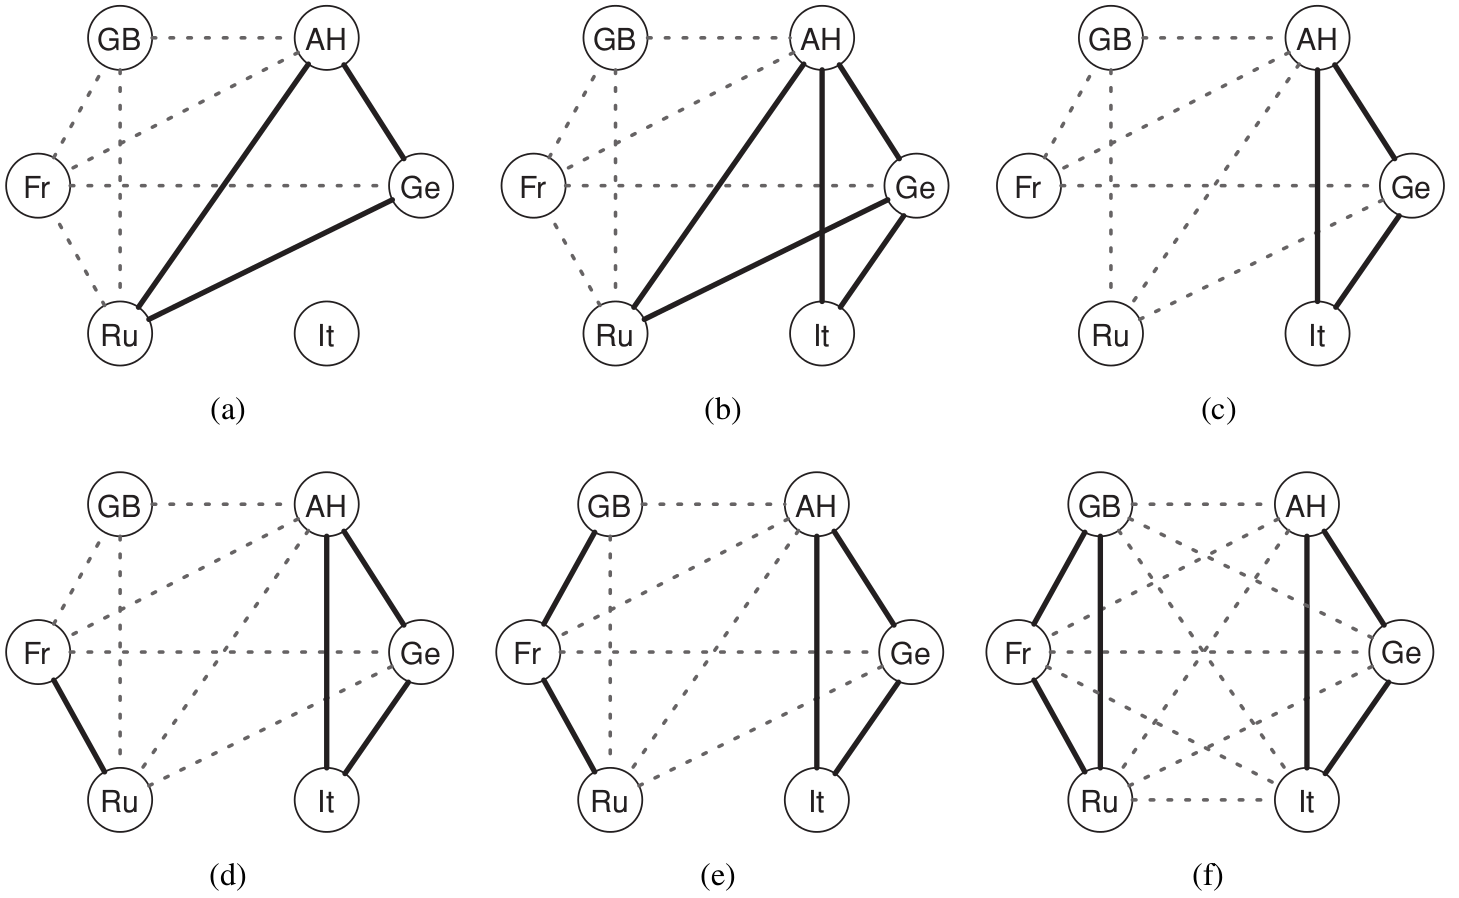 GB AH GB AH GB AH
Fr Ge Fr Ge Fr Ge
Ru It Ru It Ru It
(a) (b) (c)
GB AH GB AH GB AH
Fr Ge Fr Ge Fr Ge
Ru It Ru It Ru It
(d) (e) (f)